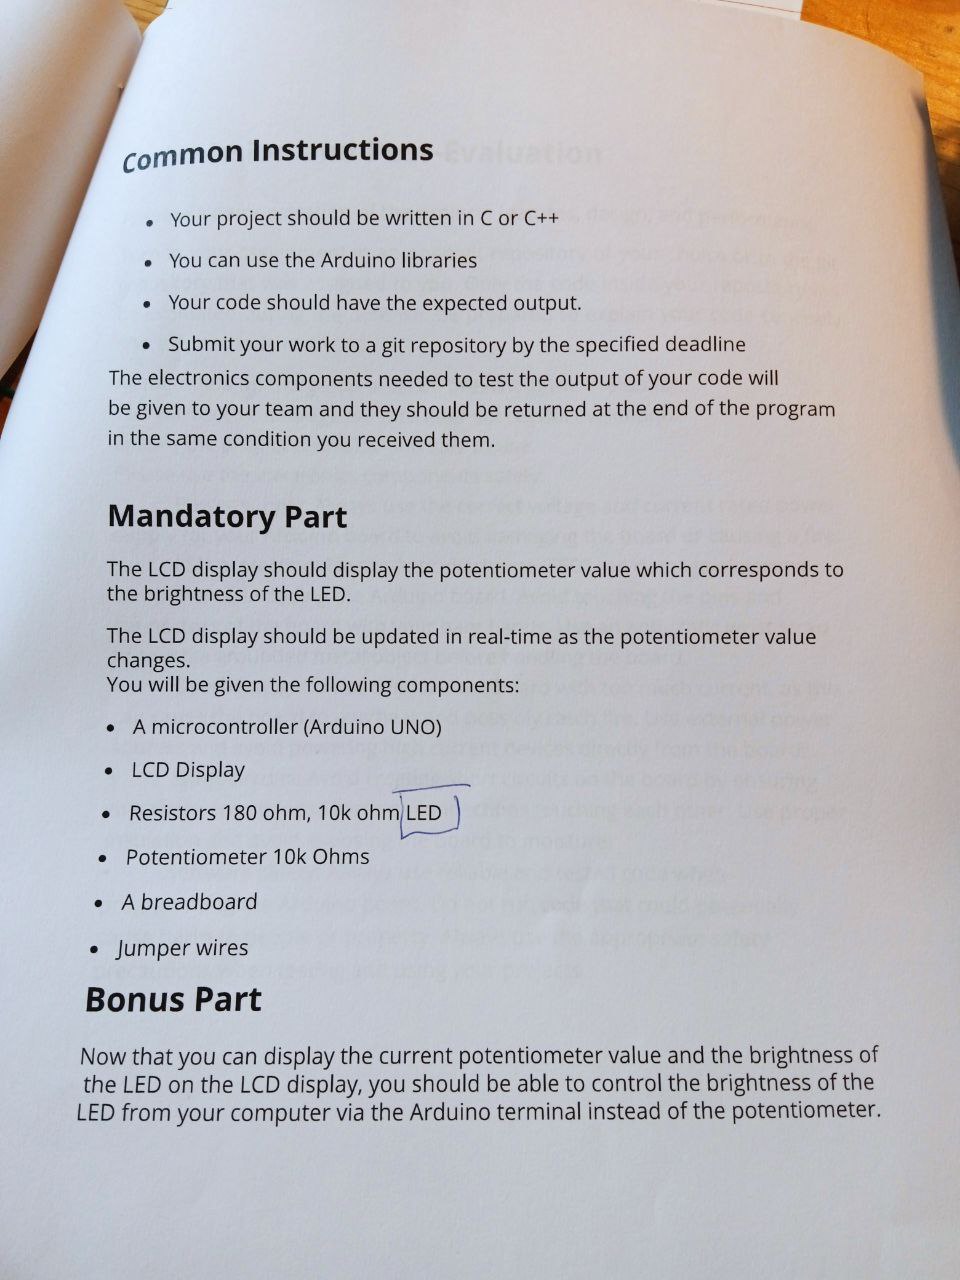 Common Instructions
• Your project should be written in C or C++
• You can use the Arduino libraries
• Your code should have the expected output.
• Submit your work to a git repository by the specified deadline
The electronics components needed to test the output of your code will
be given to your team and they should be returned at the end of the program
in the same condition you received them.
Mandatory Part
The LCD display should display the potentiometer value which corresponds to
the brightness of the LED.
The LCD display should be updated in real-time as the potentiometer value
changes.
You will be given the following components:
• A microcontroller (Arduino UNO)
• LCD Display
• Resistors 180 ohm, 10k ohm LED
• Potentiometer 10k Ohms
• A breadboard
• Jumper wires
Bonus Part
Now that you can display the current potentiometer value and the brightness of
the LED on the LCD display, you should be able to control the brightness of the
LED from your computer via the Arduino terminal instead of the potentiometer.